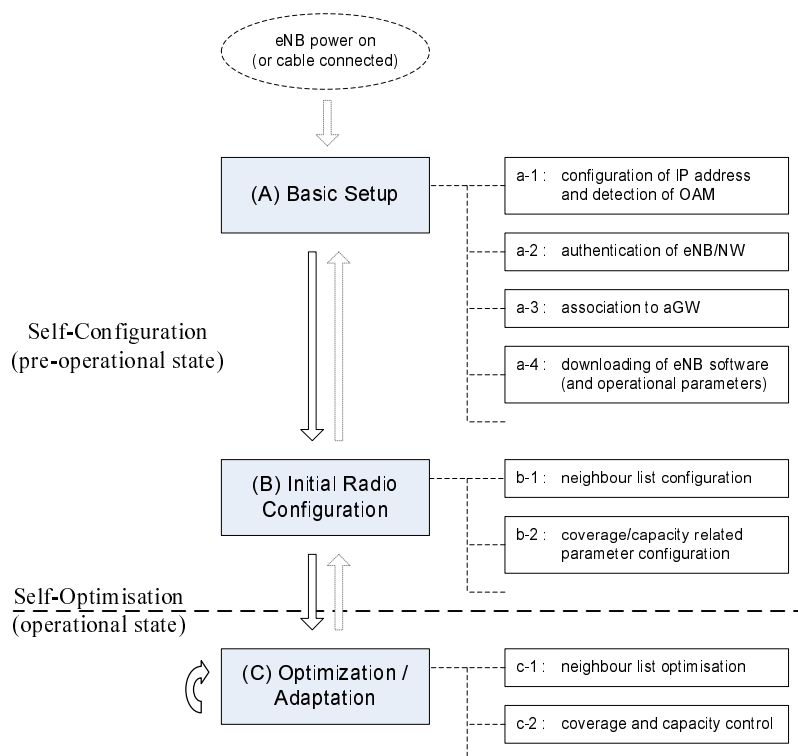 eNB power on
(or cable connected)
(A) Basic Setup
a-1 : configuration of IP address
and detection of OAM
a-2 : authentication of eNB/NW
a-3 : association to aGW
a-4 : downloading of eNB software
(and operational parameters)
Self-Configuration
(pre-operational state)
(B) Initial Radio
Configuration
b-1 : neighbour list configuration
b-2 : coverage/capacity related
parameter configuration
Self-Optimisation
(operational state)
(C) Optimization /
Adaptation
c-1 : neighbour list optimisation
c-2 : coverage and capacity control